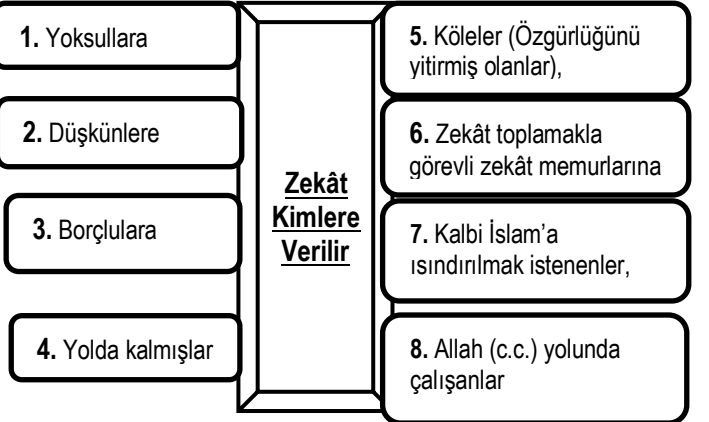 Zekât
Kimlere
Verilir
1. Yoksullara
2. Düşkünlere
3. Borçlulara
4. Yolda kalmışlar
5. Köleler (Özgürlüğünü
yitirmiş olanlar),
6. Zekât toplamakla
görevli zekât memurlarına
7. Kalbi İslam’a
ısındırılmak istenenler,
8. Allah (c.c.) yolunda
çalışanlar